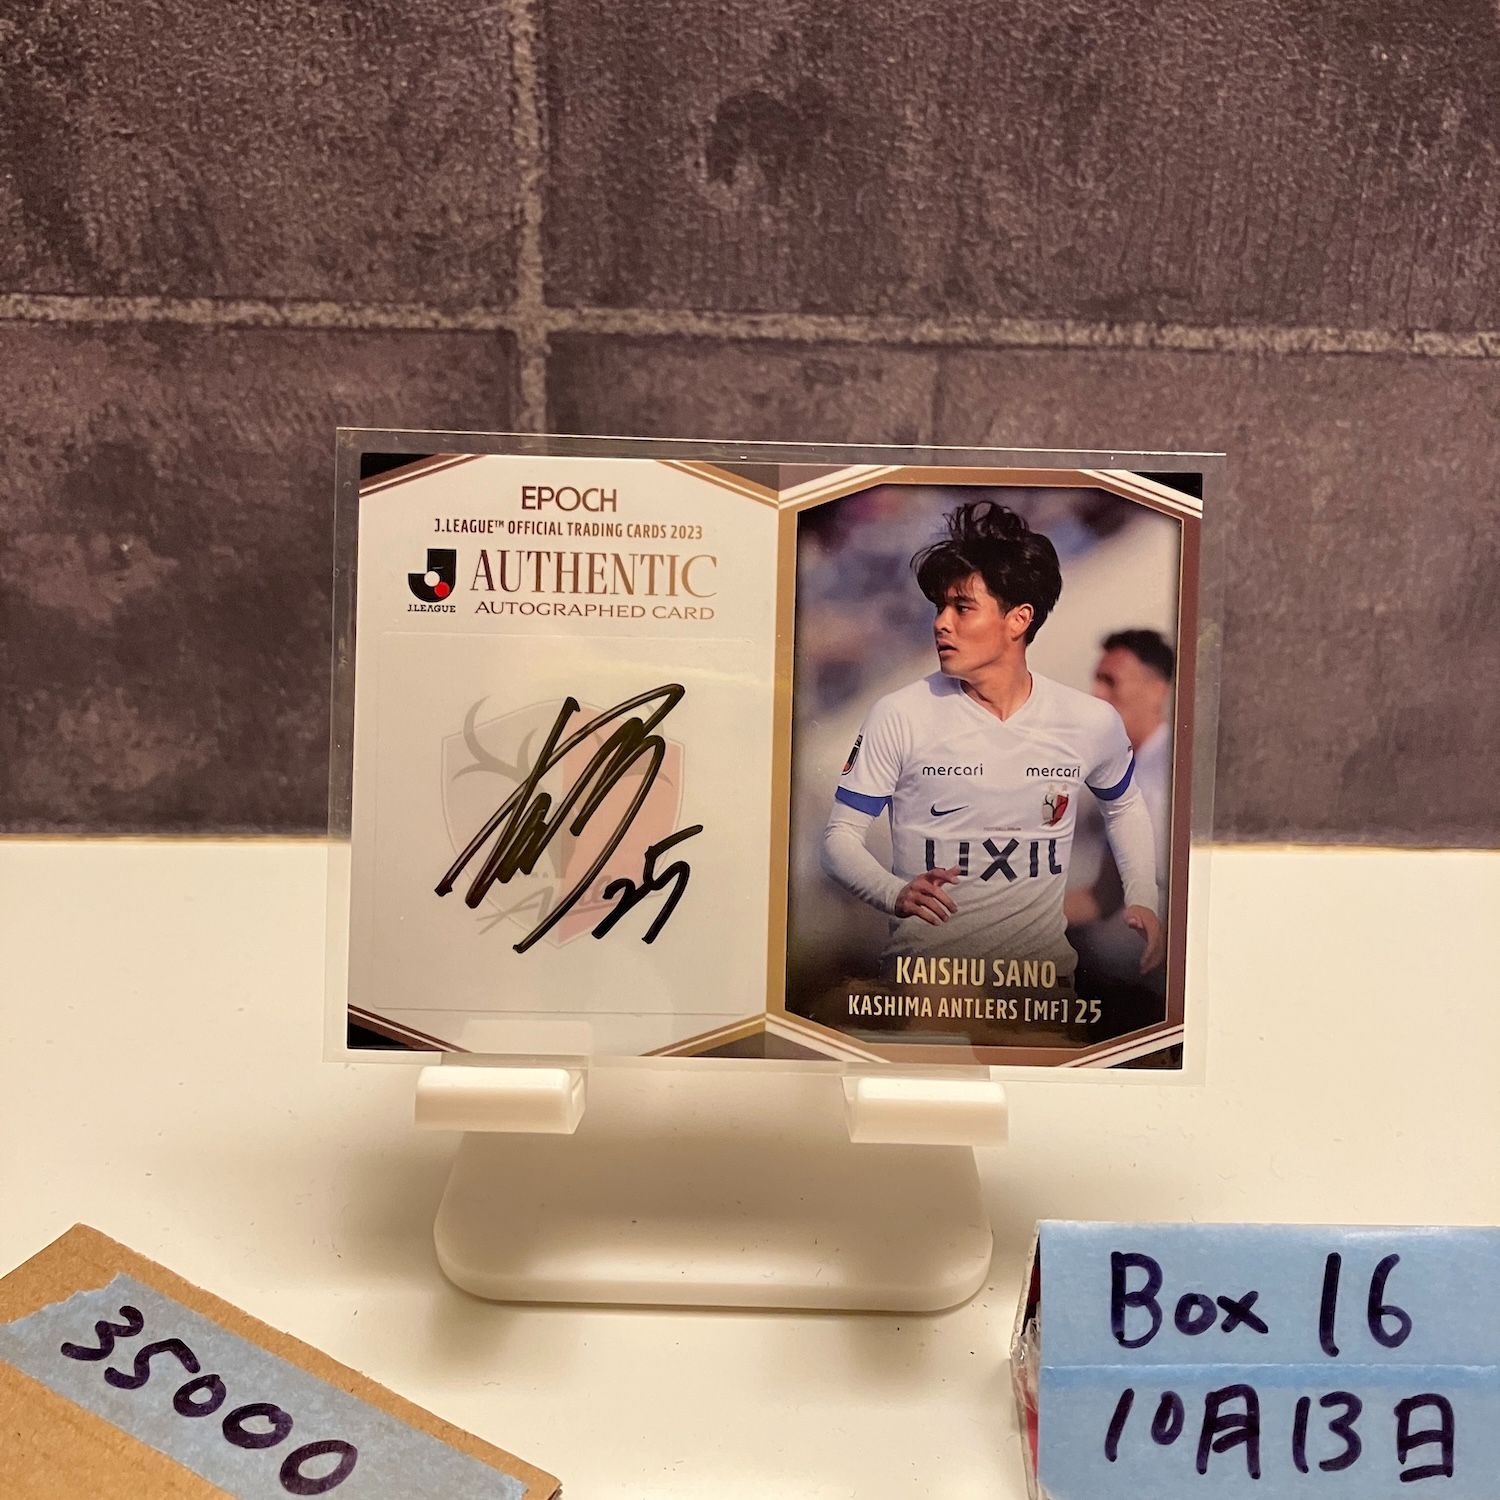 EPOCH
J.LEAGUE™ OFFICIAL TRADING CARDS 2023
AUTHENTIC
AUTOGRAPHED CARD
J.LEAGUE
25
mercari mercari
LIXIL
KAISHU SANO
KASHIMA ANTLERS [MF] 25
35000
Box 16
10月13日